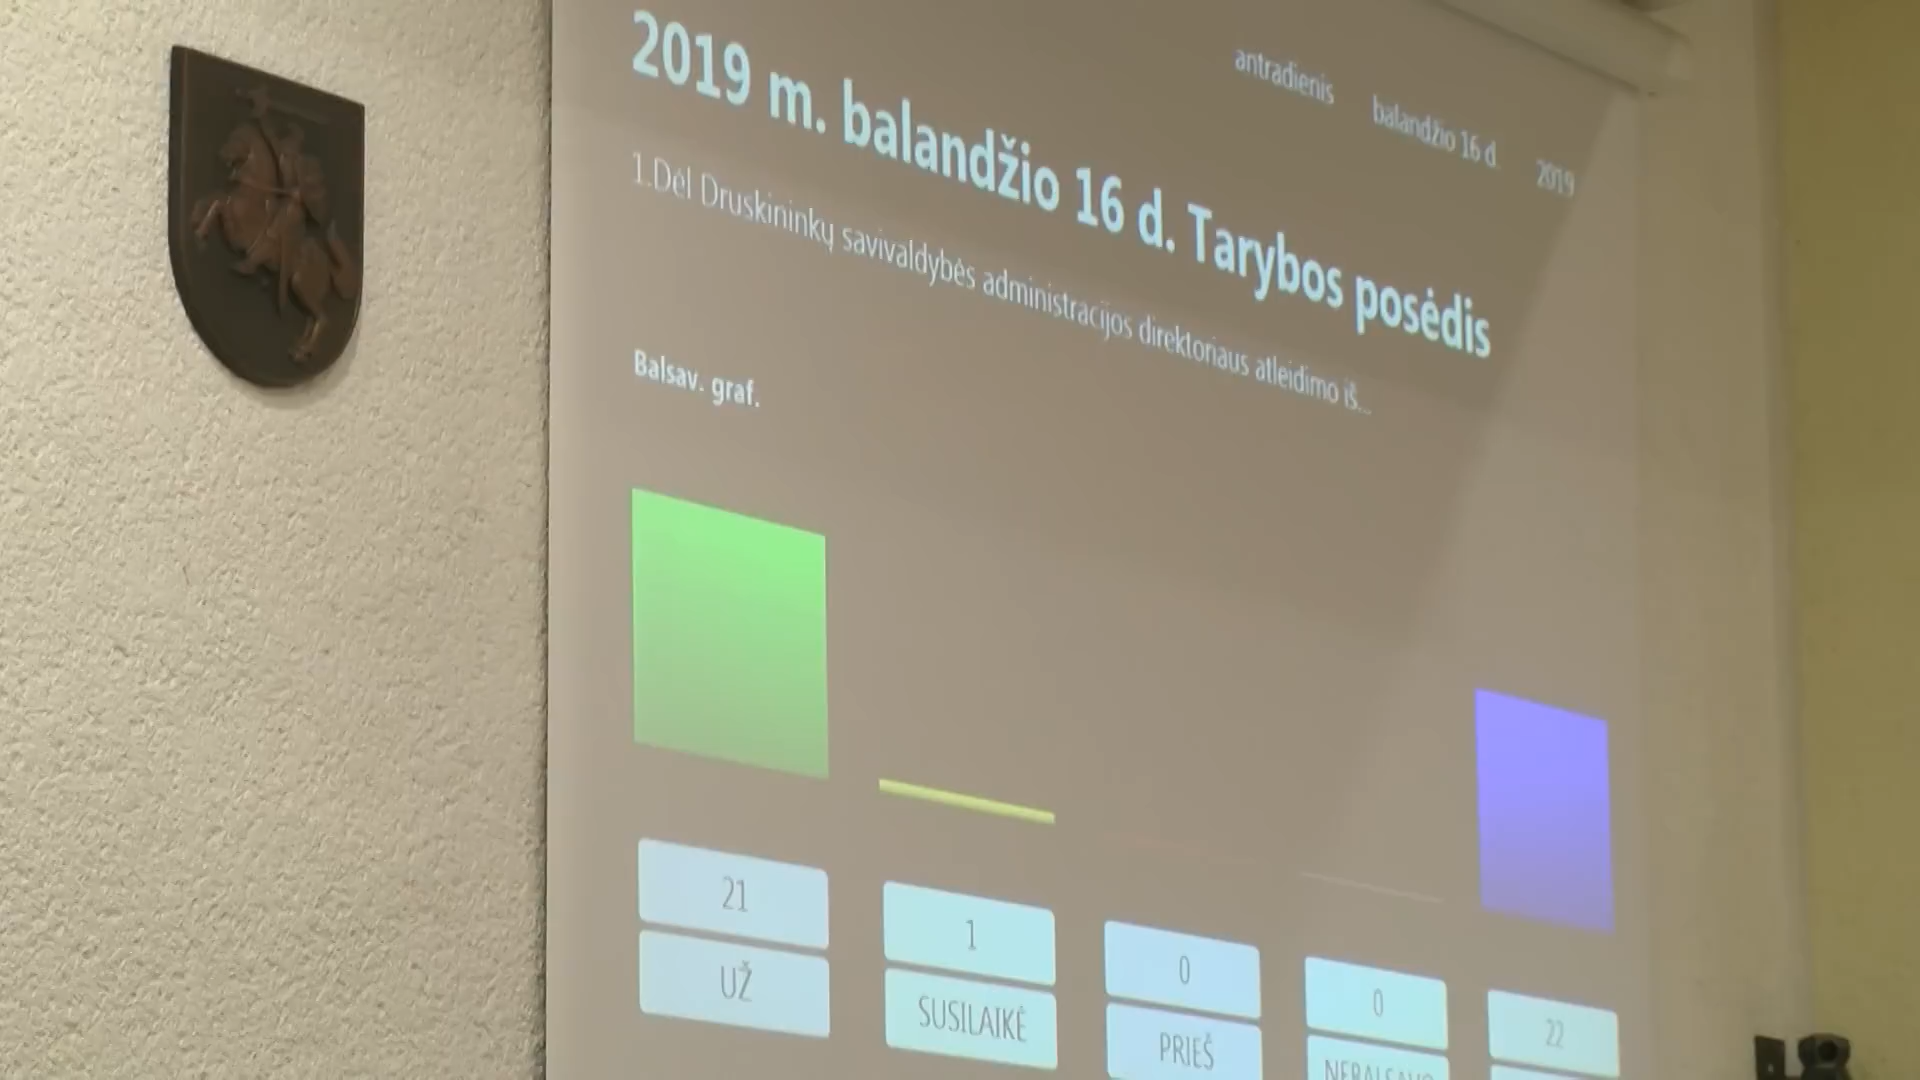 antradienis balandžio 16 d. 2019
2019 m. balandžio 16 d. Tarybos posėdis
1.Dėl Druskininkų savivaldybės administracijos direktoriaus atleidimo iš...
Balsav. graf.
21 1 0 0 22
UŽ SUSILAIKĖ PRIEŠ NEBALSAVO